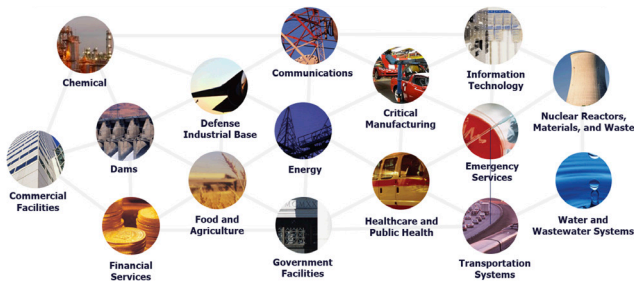 Chemical
Communications
Information
Technology
Defense
Industrial Base
Critical
Manufacturing
Nuclear Reactors,
Materials, and Waste
Commercial
Facilities
Dams
Energy
Emergency
Services
Food and
Agriculture
Healthcare and
Public Health
Water and
Wastewater Systems
Financial
Services
Government
Facilities
Transportation
Systems